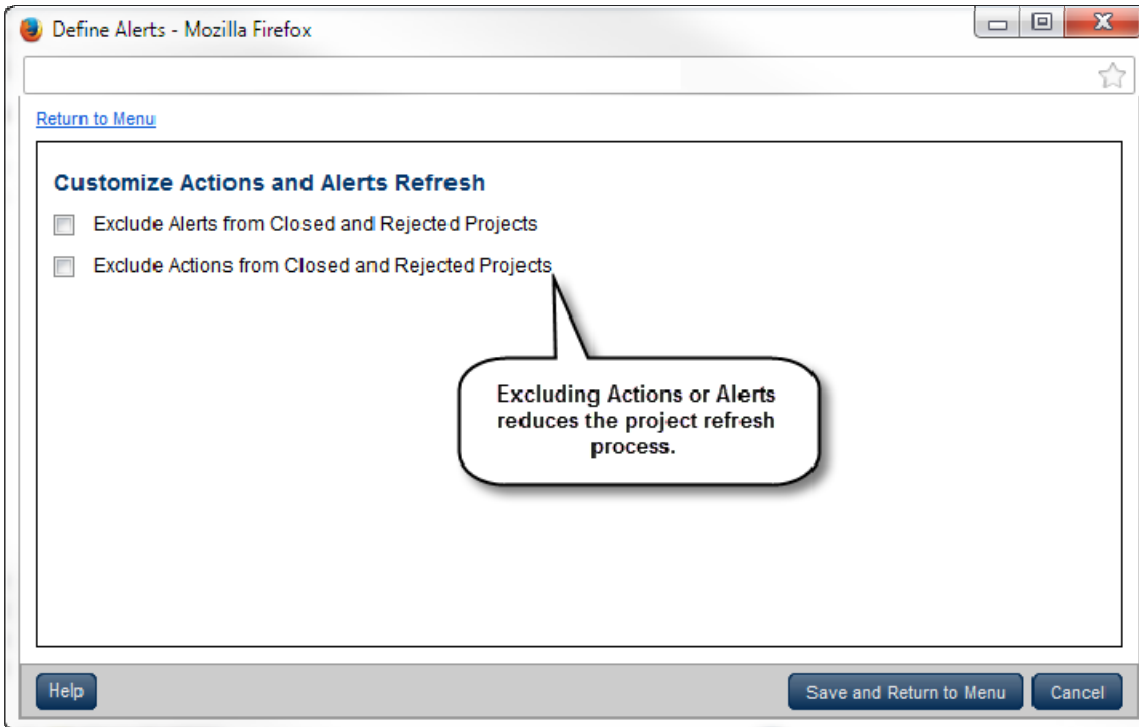 Define Alerts - Mozilla Firefox
Return to Menu
Customize Actions and Alerts Refresh
Exclude Alerts from Closed and Rejected Projects
Exclude Actions from Closed and Rejected Projects
Excluding Actions or Alerts
reduces the project refresh
process.
Help
Save and Return to Menu
Cancel